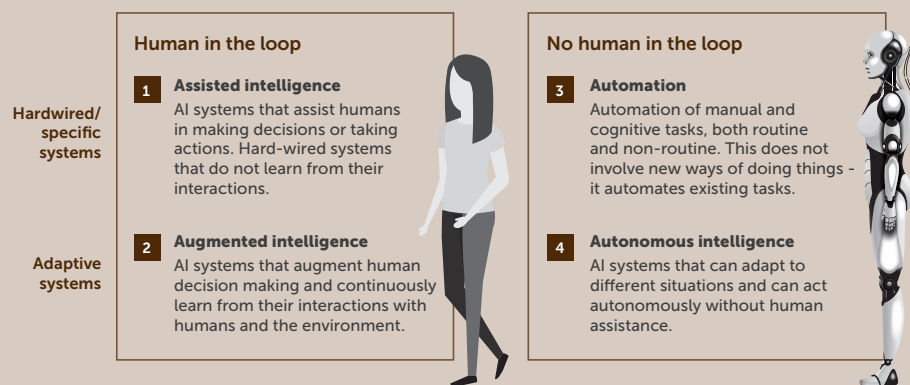 Human in the loop
No human in the loop
Hardwired/
specific
systems
1
Assisted intelligence
AI systems that assist humans
in making decisions or taking
actions. Hard-wired systems
that do not learn from their
interactions.
3
Automation
Automation of manual and
cognitive tasks, both routine
and non-routine. This does not
involve new ways of doing things -
it automates existing tasks.
Adaptive
systems
2
Augmented intelligence
AI systems that augment human
decision making and continuously
learn from their interactions with
humans and the environment.
4
Autonomous intelligence
AI systems that can adapt to
different situations and can act
autonomously without human
assistance.